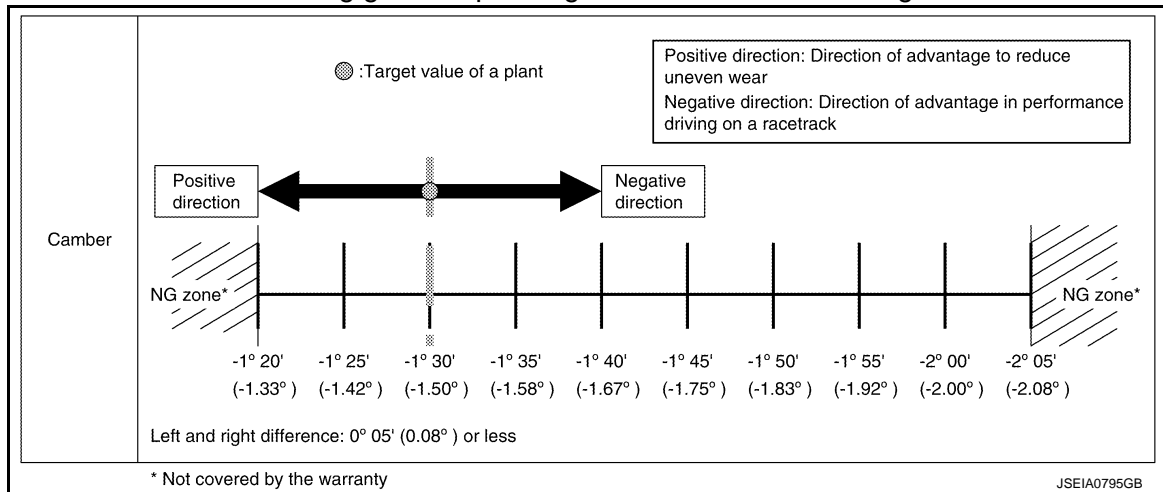 :Target value of a plant
Positive direction: Direction of advantage to reduce
uneven wear
Negative direction: Direction of advantage in performance
driving on a racetrack
Positive
direction
Negative
direction
Camber
NG zone*
NG zone*
-1° 20' -1° 25' -1° 30' -1° 35' -1° 40' -1° 45' -1° 50' -1° 55' -2° 00' -2° 05'
(-1.33° ) (-1.42° ) (-1.50° ) (-1.58° ) (-1.67° ) (-1.75° ) (-1.83° ) (-1.92° ) (-2.00° ) (-2.08° )
Left and right difference: 0° 05' (0.08° ) or less
* Not covered by the warranty
JSEIA0795GB